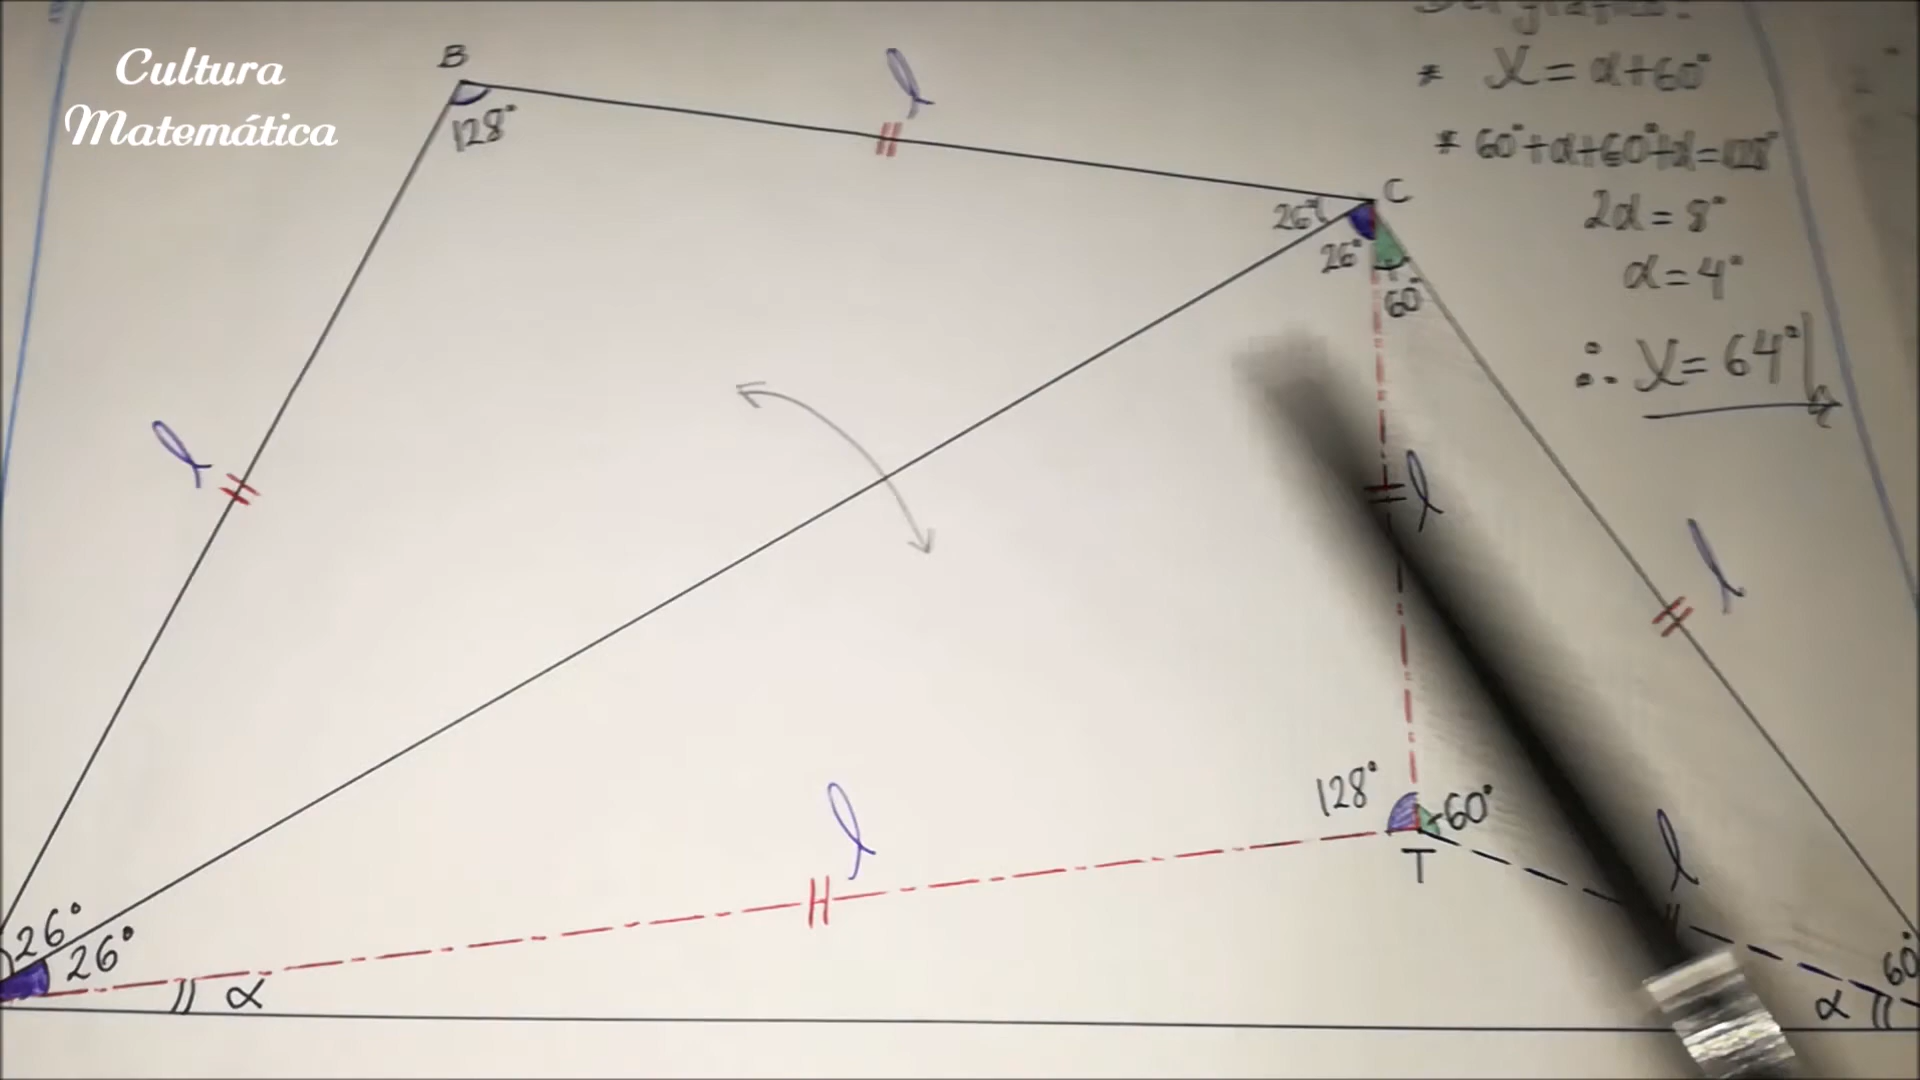 Cultura
Matemática
B
128°
l
C
* X = α+60°
* 60°+α+60°+α=128°
2α = 8°
α = 4°
∴ X = 64°
26°
26°
60°
l
l
l
128°
60°
T
l
l
26°
26°
α
60°
α